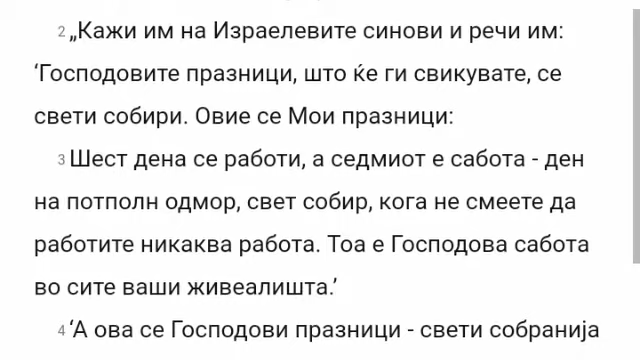 2 „Кажи им на Израелевите синови и речи им:
‘Господовите празници, што ќе ги свикувате, се
свети собири. Овие се Мои празници:
3 Шест дена се работи, а седмиот е сабота - ден
на потполн одмор, свет собир, кога не смеете да
работите никаква работа. Тоа е Господова сабота
во сите ваши живеалишта.’
4 ‘А ова се Господови празници - свети собранија